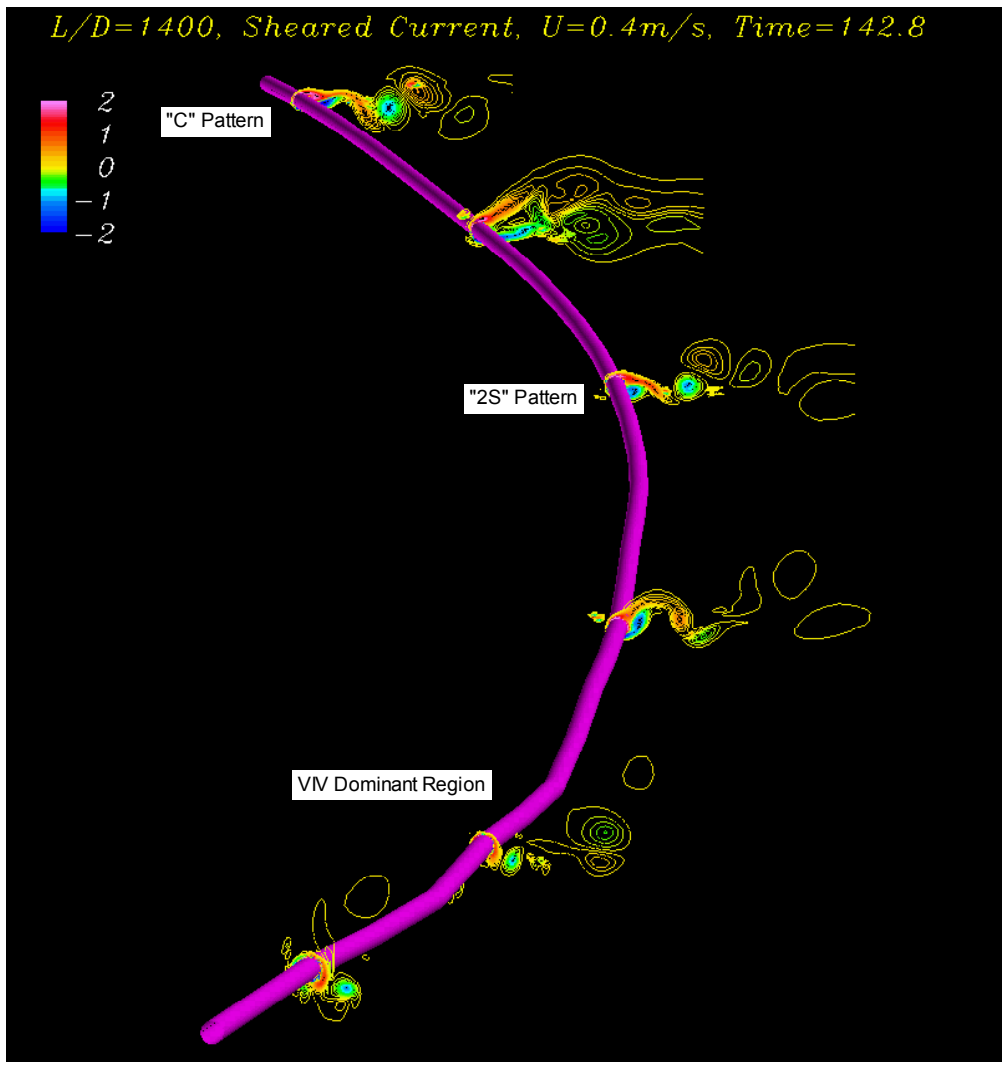 L/D=1400, Sheared Current, U=0.4m/s, Time=142.8
"C" Pattern
2
1
0
-1
-2
"2S" Pattern
VIV Dominant Region